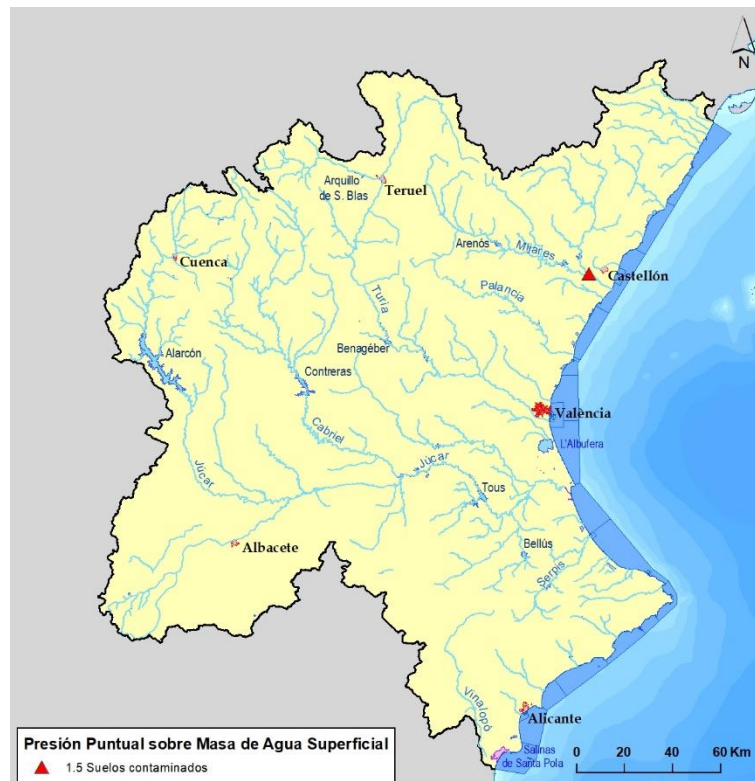 N
Arquillo
de S. Blas
Teruel
Arenós
Mijares
Cuenca
Castellón
Palancia
Turia
Alarcón
Benagéber
Contreras
València
Cabriel
L'Albufera
Júcar
Júcar
Tous
Albacete
Bellús
Serpis
Vinalopó
Alicante
Presión Puntual sobre Masa de Agua Superficial
1.5 Suelos contaminados
Salinas
de Santa Pola
0 20 40 60 Km